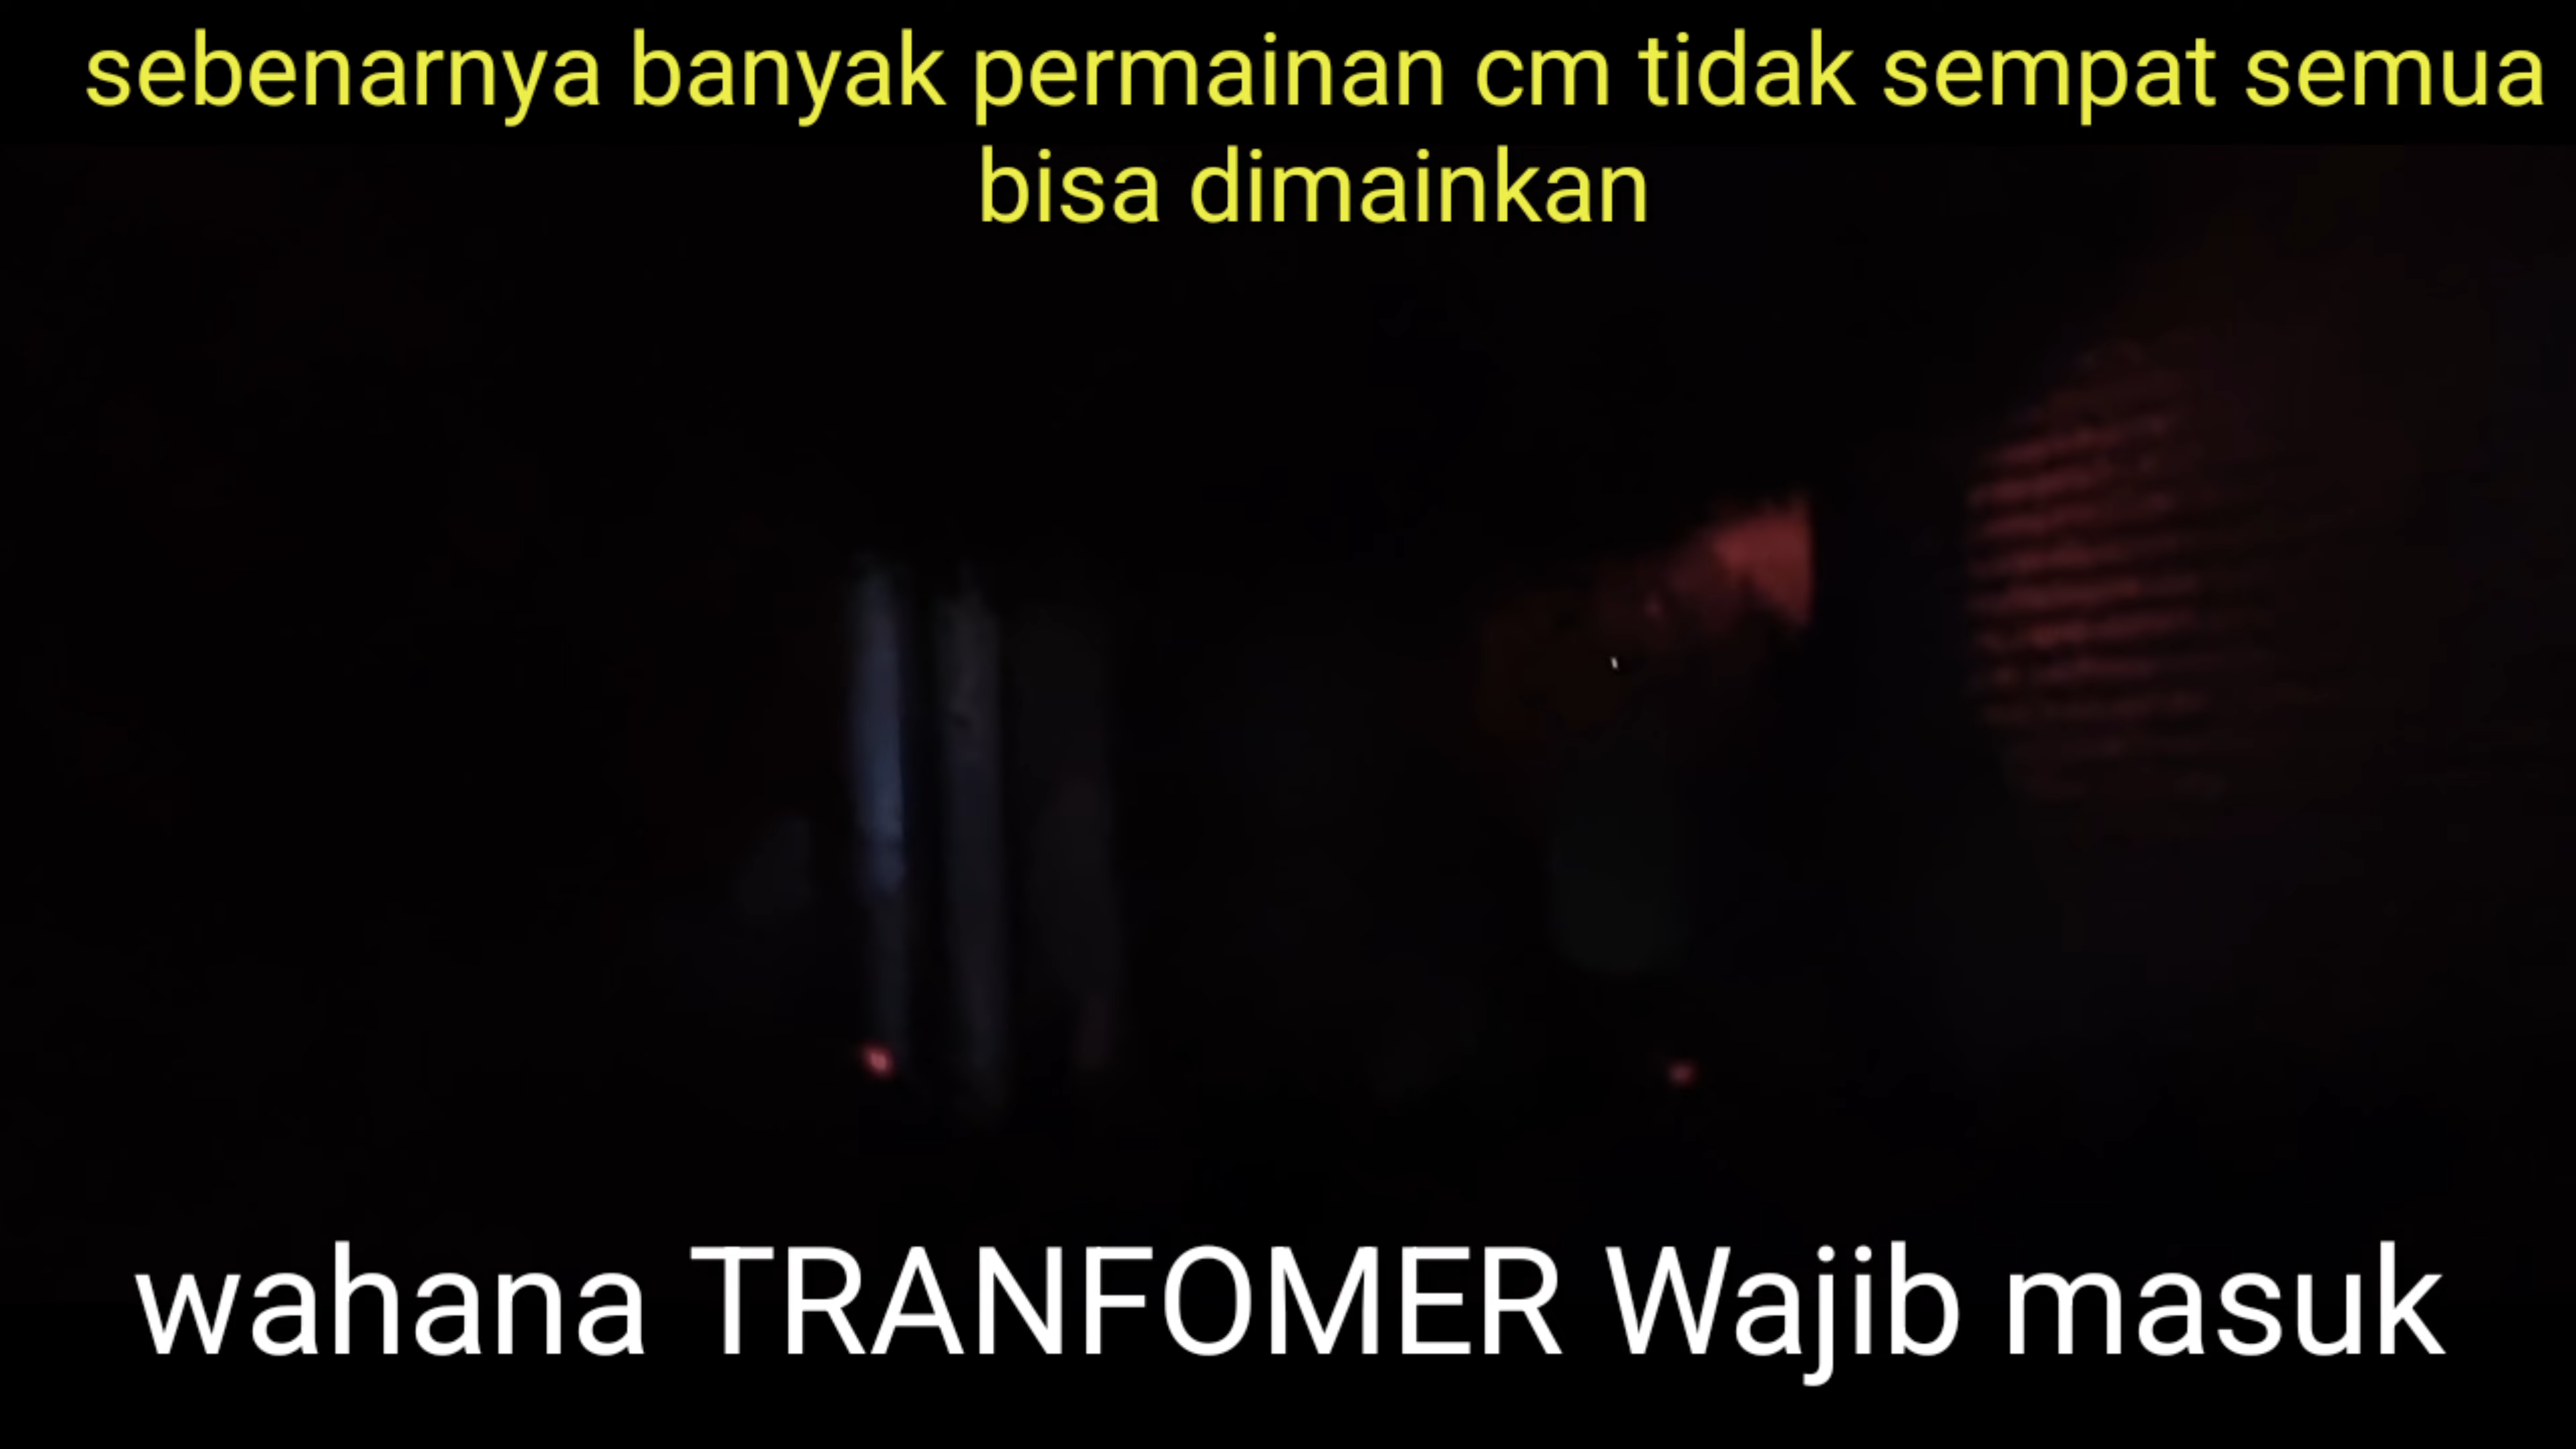 sebenarnya banyak permainan cm tidak sempat semua
bisa dimainkan
wahana TRANFOMER Wajib masuk